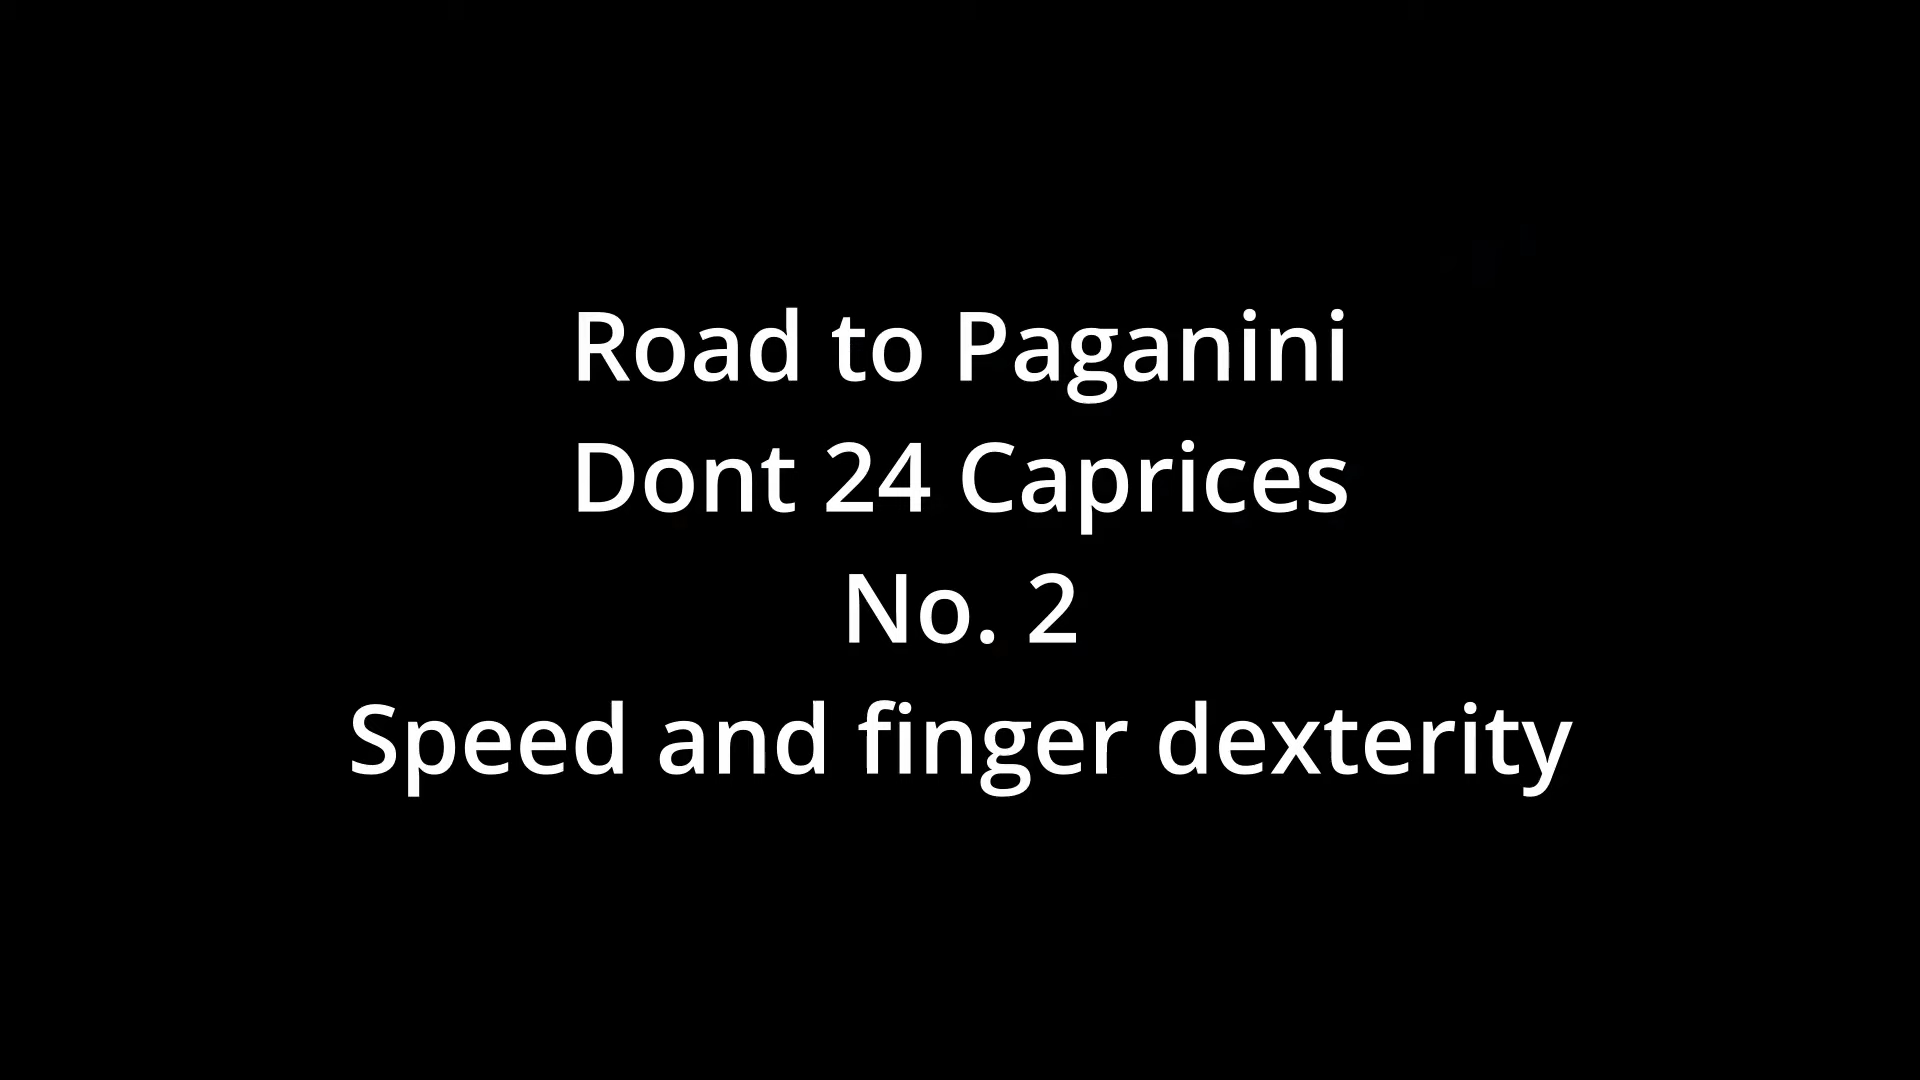 Road to Paganini
Dont 24 Caprices
No. 2
Speed and finger dexterity